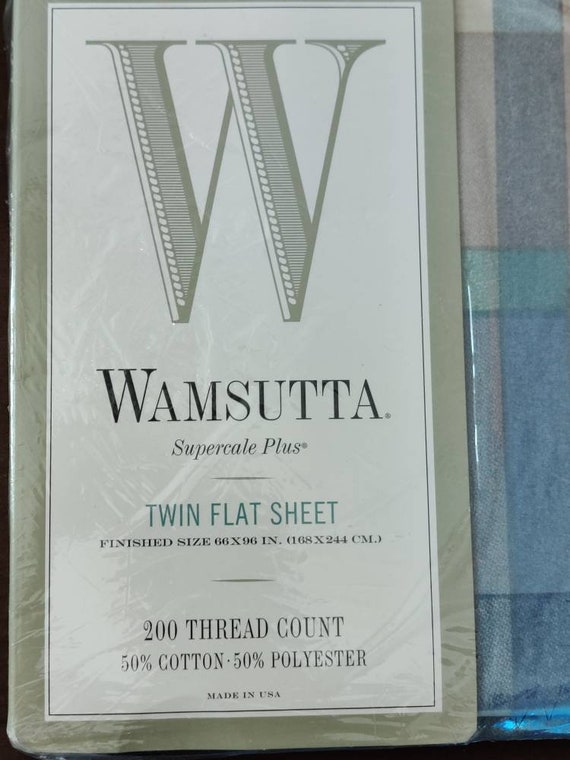 W
WAMSUTTA®
Supercale Plus®
TWIN FLAT SHEET
FINISHED SIZE 66X96 IN. (168X244 CM.)
200 THREAD COUNT
50% COTTON · 50% POLYESTER
MADE IN USA